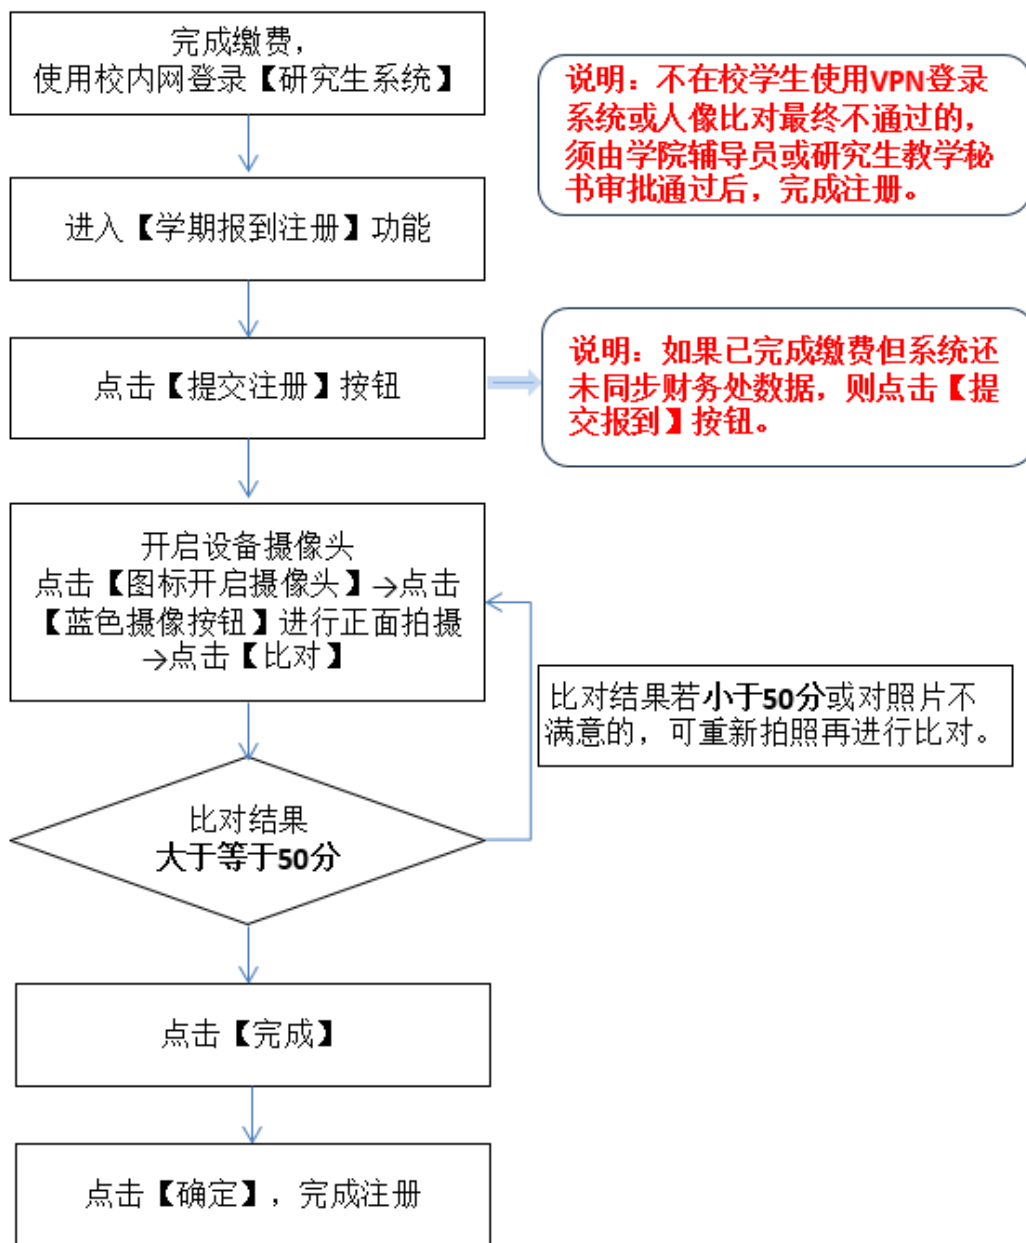 完成缴费，
使用校内网登录【研究生系统】
说明：不在校学生使用VPN登录
系统或人像比对最终不通过的，
须由学院辅导员或研究生教学秘
书审批通过后，完成注册。
进入【学期报到注册】功能
点击【提交注册】按钮
说明：如果已完成缴费但系统还
未同步财务处数据，则点击【提
交报到】按钮。
开启设备摄像头
点击【图标开启摄像头】→点击
【蓝色摄像按钮】进行正面拍摄
→点击【比对】
比对结果若小于50分或对照片不
满意的，可重新拍照再进行比对。
比对结果
大于等于50分
点击【完成】
点击【确定】，完成注册